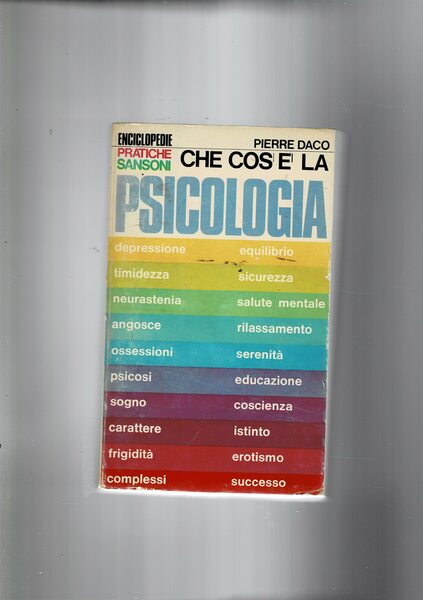 ENCICLOPEDIE
PRATICHE
SANSONI
PIERRE DACO
CHE COS'E' LA
PSICOLOGIA
depressione equilibrio
timidezza sicurezza
neurastenia salute mentale
angosce rilassamento
ossessioni serenità
psicosi educazione
sogno coscienza
carattere istinto
frigidità erotismo
complessi successo